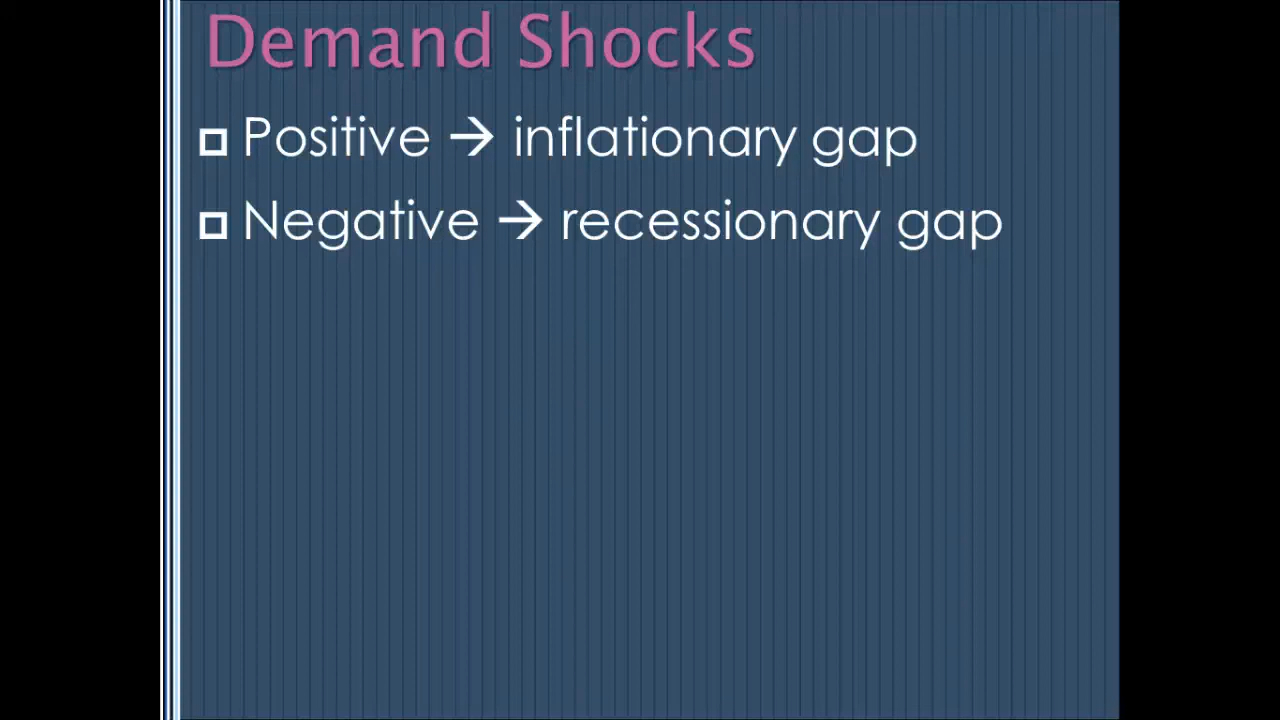 Demand Shocks
Positive → inflationary gap
Negative → recessionary gap